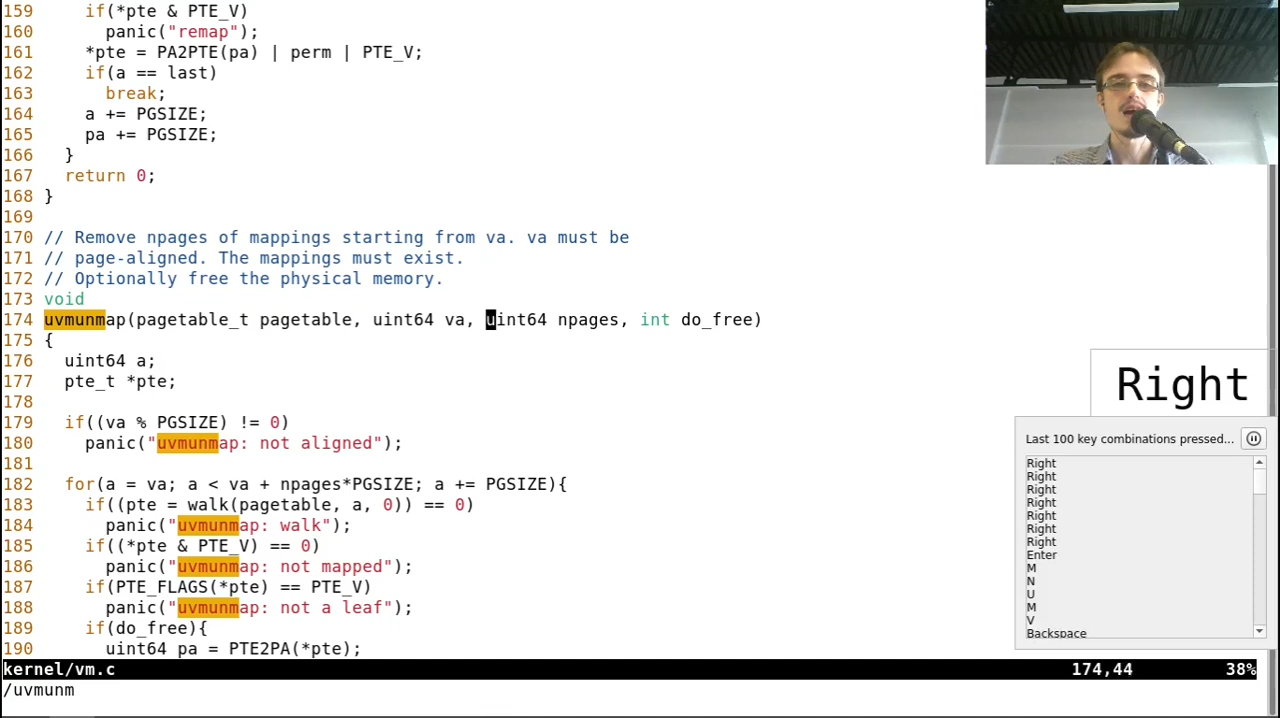 159     if(*pte & PTE_V)
160       panic("remap");
161     *pte = PA2PTE(pa) | perm | PTE_V;
162     if(a == last)
163       break;
164     a += PGSIZE;
165     pa += PGSIZE;
166   }
167   return 0;
168 }
169
170 // Remove npages of mappings starting from va. va must be
171 // page-aligned. The mappings must exist.
172 // Optionally free the physical memory.
173 void
174 uvmunmap(pagetable_t pagetable, uint64 va, uint64 npages, int do_free)
175 {
176   uint64 a;
177   pte_t *pte;
178
179   if((va % PGSIZE) != 0)
180     panic("uvmunmap: not aligned");
181
182   for(a = va; a < va + npages*PGSIZE; a += PGSIZE){
183     if((pte = walk(pagetable, a, 0)) == 0)
184       panic("uvmunmap: walk");
185     if((*pte & PTE_V) == 0)
186       panic("uvmunmap: not mapped");
187     if(PTE_FLAGS(*pte) == PTE_V)
188       panic("uvmunmap: not a leaf");
189     if(do_free){
190       uint64 pa = PTE2PA(*pte);
kernel/vm.c 174,44 38%
/uvmunm
Right
Last 100 key combinations pressed...
Right
Right
Right
Right
Right
Right
Right
Enter
M
N
U
M
V
Backspace